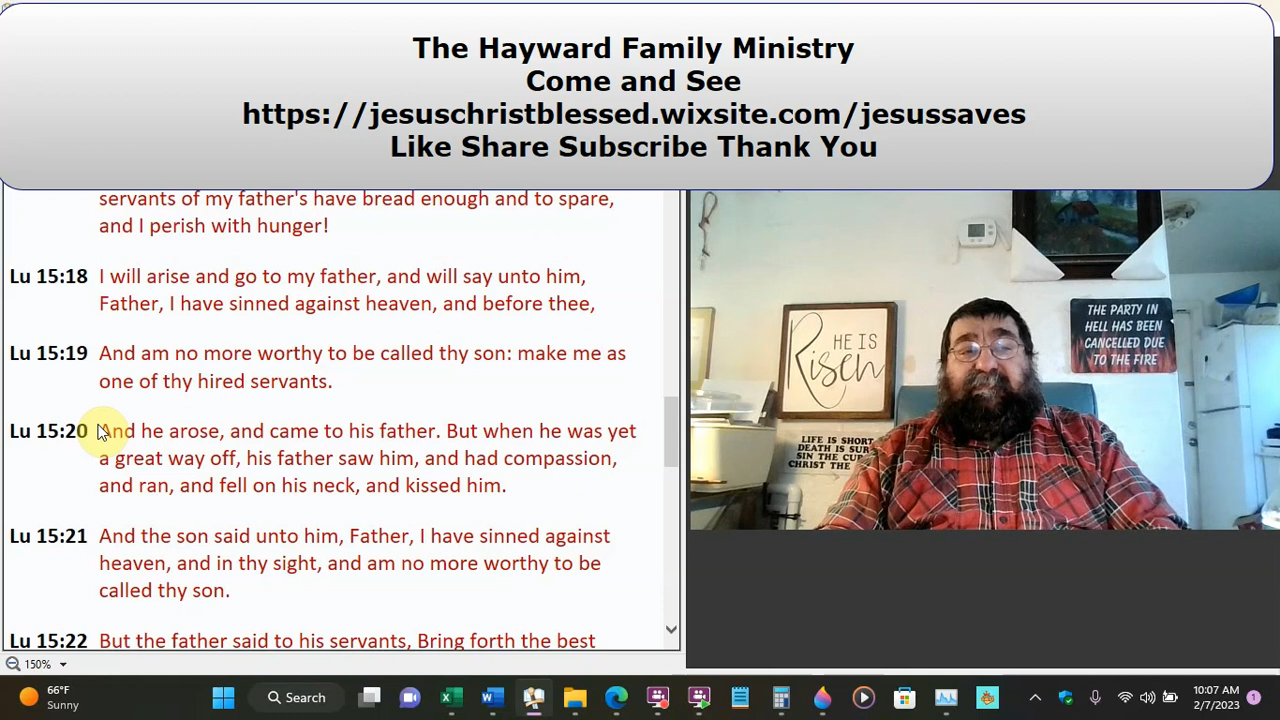 The Hayward Family Ministry
Come and See
https://jesuschristblessed.wixsite.com/jesussaves
Like Share Subscribe Thank You
servants of my father's have bread enough and to spare,
and I perish with hunger!
Lu 15:18 I will arise and go to my father, and will say unto him,
Father, I have sinned against heaven, and before thee,
Lu 15:19 And am no more worthy to be called thy son: make me as
one of thy hired servants.
Lu 15:20 And he arose, and came to his father. But when he was yet
a great way off, his father saw him, and had compassion,
and ran, and fell on his neck, and kissed him.
Lu 15:21 And the son said unto him, Father, I have sinned against
heaven, and in thy sight, and am no more worthy to be
called thy son.
Lu 15:22 But the father said to his servants, Bring forth the best
150%
HE IS
Risen
THE PARTY IN
HELL HAS BEEN
CANCELLED DUE
TO THE FIRE
LIFE IS SHORT
DEATH IS SUR
SIN THE CU
CHRIST THE
66°F
Sunny
Search
10:07 AM
2/7/2023
1